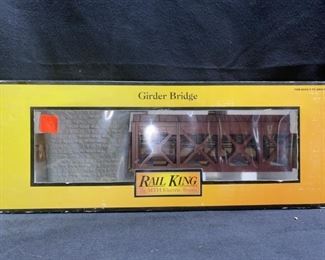 Girder Bridge
RAIL KING
By MTH Electric Trains